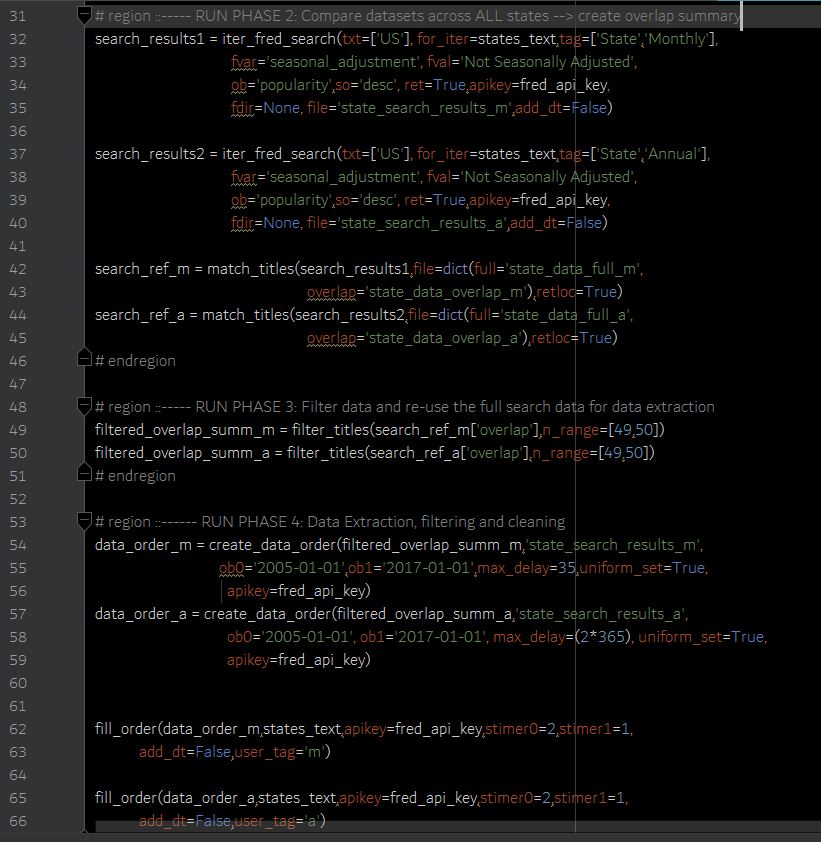 31 # region ::----- RUN PHASE 2: Compare datasets across ALL states --> create overlap summary
32 search_results1 = iter_fred_search(txt=['US'], for_iter=states_text,tag=['State','Monthly'],
33 fvar='seasonal_adjustment', fval='Not Seasonally Adjusted',
34 ob='popularity',so='desc', ret=True,apikey=fred_api_key,
35 fdir=None, file='state_search_results_m',add_dt=False)
36
37 search_results2 = iter_fred_search(txt=['US'], for_iter=states_text,tag=['State','Annual'],
38 fvar='seasonal_adjustment', fval='Not Seasonally Adjusted',
39 ob='popularity',so='desc', ret=True,apikey=fred_api_key,
40 fdir=None, file='state_search_results_a',add_dt=False)
41
42 search_ref_m = match_titles(search_results1,file=dict(full='state_data_full_m',
43 overlap='state_data_overlap_m'),retloc=True)
44 search_ref_a = match_titles(search_results2,file=dict(full='state_data_full_a',
45 overlap='state_data_overlap_a'),retloc=True)
46 # endregion
47
48 # region ::----- RUN PHASE 3: Filter data and re-use the full search data for data extraction
49 filtered_overlap_summ_m = filter_titles(search_ref_m['overlap'],n_range=[49,50])
50 filtered_overlap_summ_a = filter_titles(search_ref_a['overlap'],n_range=[49,50])
51 # endregion
52
53 # region ::------ RUN PHASE 4: Data Extraction, filtering and cleaning
54 data_order_m = create_data_order(filtered_overlap_summ_m,'state_search_results_m',
55 ob0='2005-01-01',ob1='2017-01-01',max_delay=35,uniform_set=True,
56 apikey=fred_api_key)
57 data_order_a = create_data_order(filtered_overlap_summ_a,'state_search_results_a',
58 ob0='2005-01-01', ob1='2017-01-01', max_delay=(2*365), uniform_set=True,
59 apikey=fred_api_key)
60
61
62 fill_order(data_order_m,states_text,apikey=fred_api_key,stimer0=2,stimer1=1,
63 add_dt=False,user_tag='m')
64
65 fill_order(data_order_a,states_text,apikey=fred_api_key,stimer0=2,stimer1=1,
66 add_dt=False,user_tag='a')